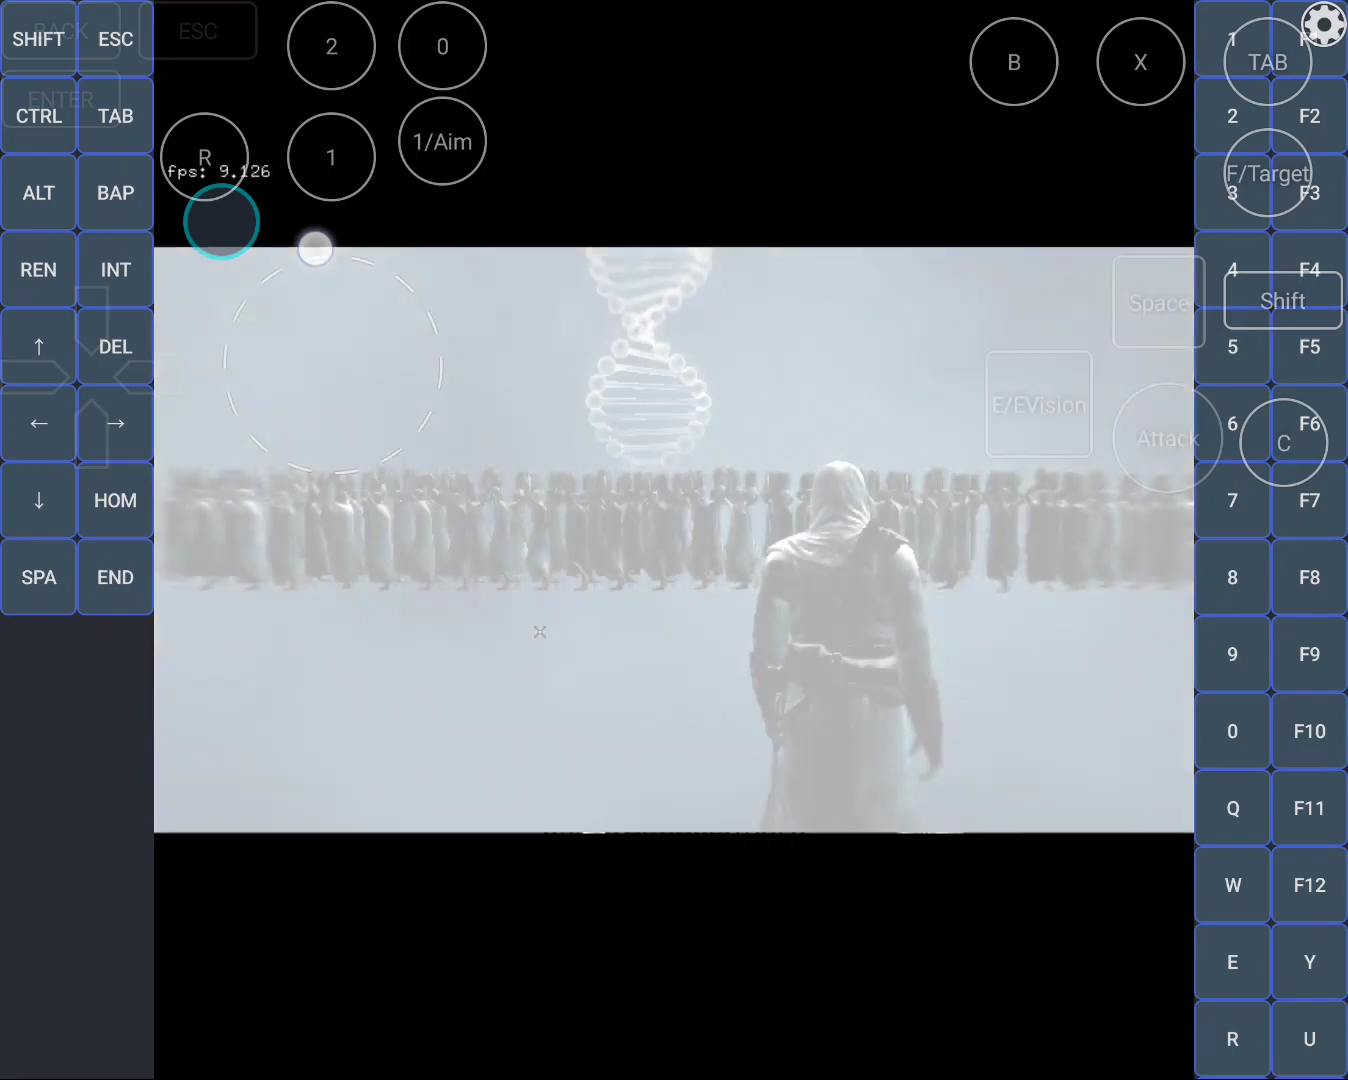 BACK
ESC
SHIFT ESC
2
0
B
X
1
F
TAB
ENTER
CTRL TAB
R
1
1/Aim
2 F2
fps: 9.126
F/Target
ALT BAP
3 F3
REN INT
4 F4
Space
Shift
↑ DEL
5 F5
E/EVision
← →
6 F6
Attack
C
↓ HOM
7 F7
SPA END
8 F8
9 F9
0 F10
Q F11
W F12
E Y
R U